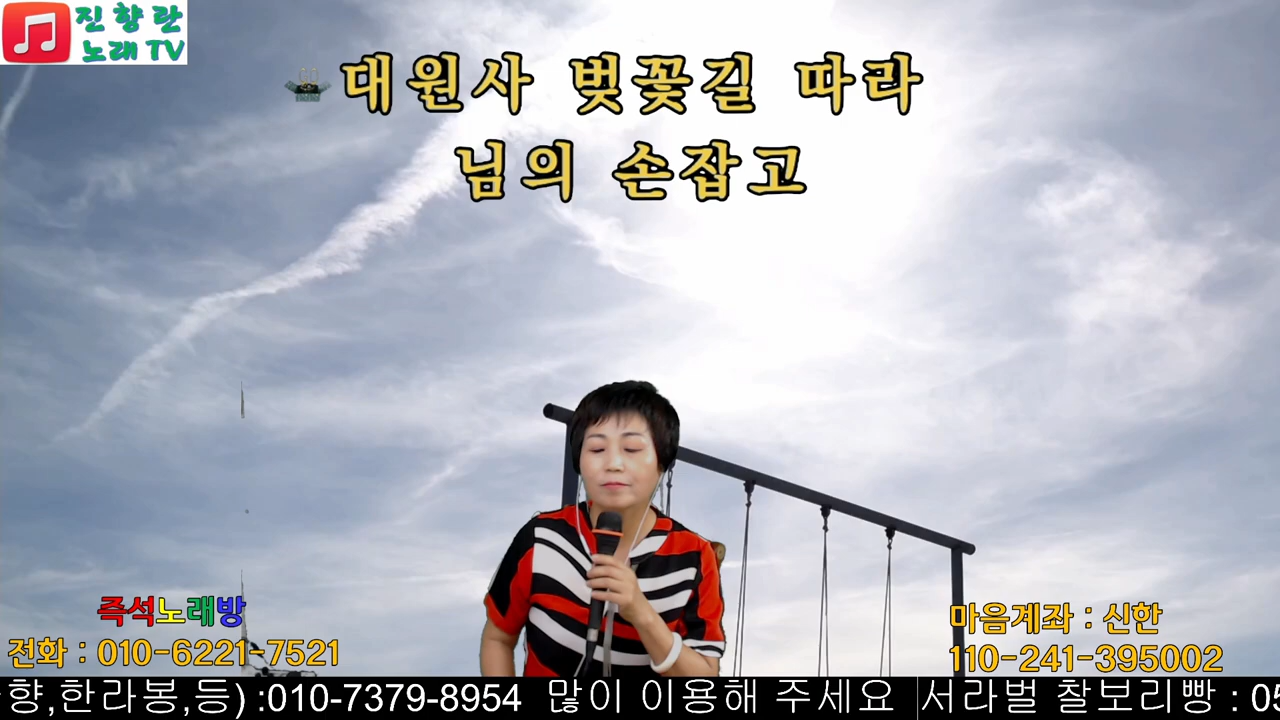 진향란
노래 TV
대원사 벚꽃길 따라
님의 손잡고
즉석노래방
전화 : 010-6221-7521
마음계좌 : 신한
110-241-395002
향,한라봉,등) :010-7379-8954 많이 이용해 주세요 서라벌 찰보리빵 : 05